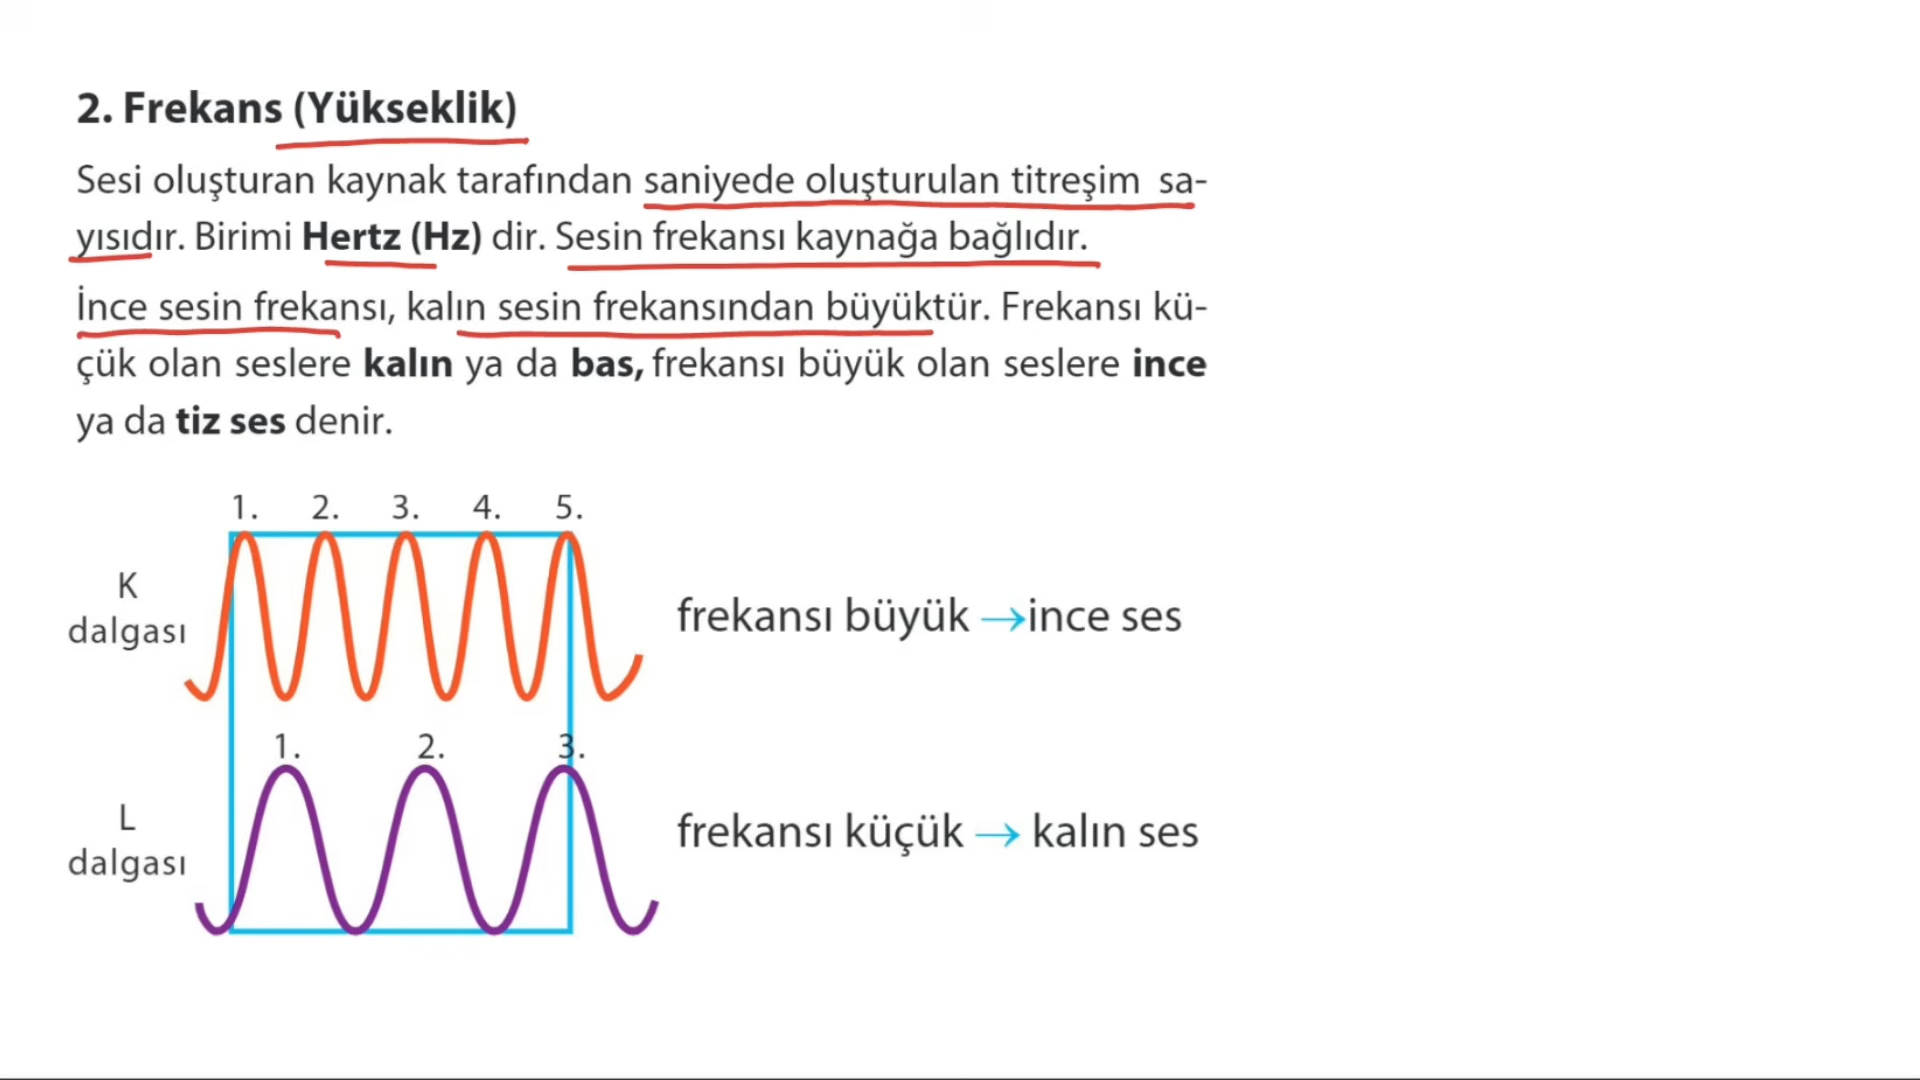 2. Frekans (Yükseklik)
Sesi oluşturan kaynak tarafından saniyede oluşturulan titreşim sa-
yısıdır. Birimi Hertz (Hz) dir. Sesin frekansı kaynağa bağlıdır.
İnce sesin frekansı, kalın sesin frekansından büyüktür. Frekansı kü-
çük olan seslere kalın ya da bas, frekansı büyük olan seslere ince
ya da tiz ses denir.
1. 2. 3. 4. 5.
K
dalgası
frekansı büyük →ince ses
1. 2. 3.
L
dalgası
frekansı küçük → kalın ses